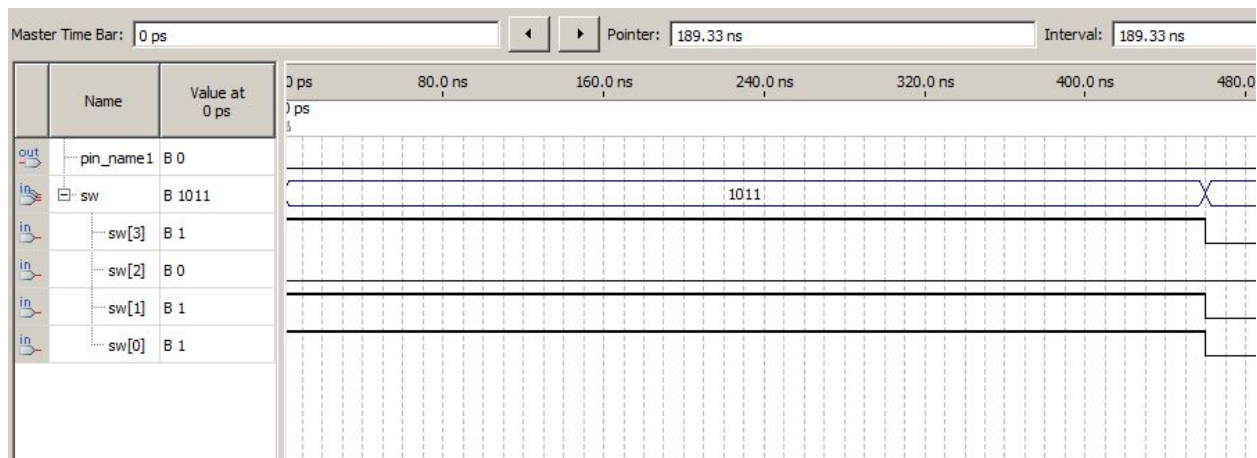 Master Time Bar: 0 ps Pointer: 189.33 ns Interval: 189.33 ns
Name Value at 0 ps
0 ps 80.0 ns 160.0 ns 240.0 ns 320.0 ns 400.0 ns 480.0
0 ps
out pin_name1 B 0
in sw B 1011 1011
in sw[3] B 1
in sw[2] B 0
in sw[1] B 1
in sw[0] B 1